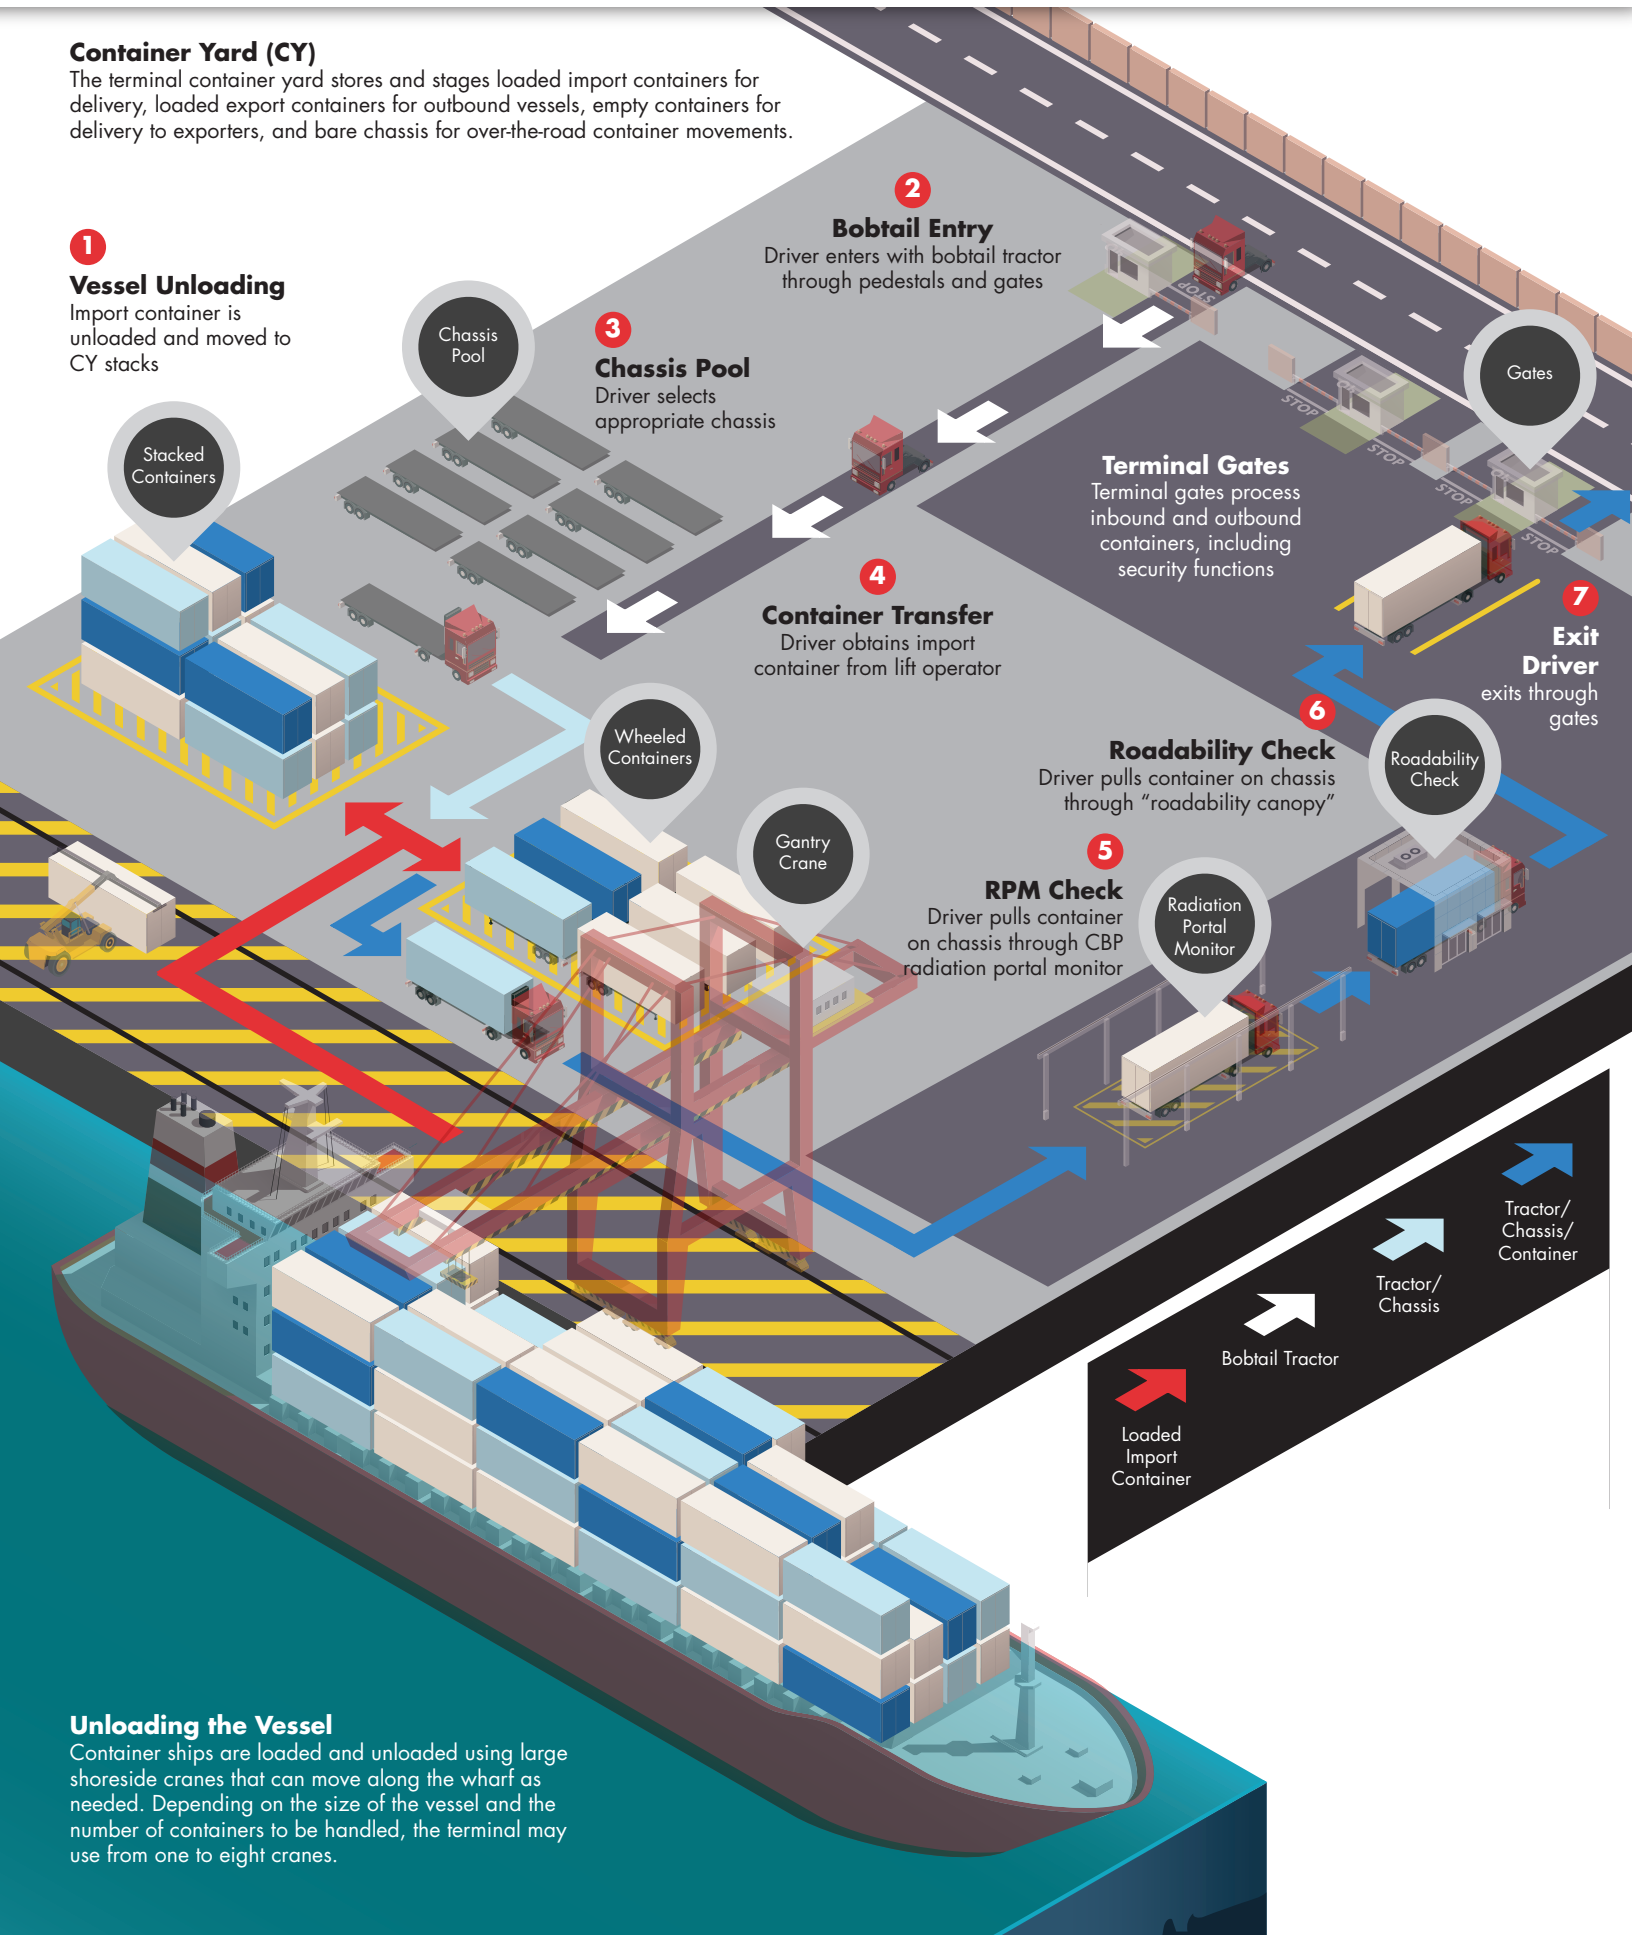 Container Yard (CY)
The terminal container yard stores and stages loaded import containers for
delivery, loaded export containers for outbound vessels, empty containers for
delivery to exporters, and bare chassis for over-the-road container movements.
1
Vessel Unloading
Import container is
unloaded and moved to
CY stacks
2
Bobtail Entry
Driver enters with bobtail tractor
through pedestals and gates
STOP
Chassis
Pool
3
Chassis Pool
Driver selects
appropriate chassis
Gates
STOP
STOP
STOP
STOP
Stacked
Containers
Terminal Gates
Terminal gates process
inbound and outbound
containers, including
security functions
4
Container Transfer
Driver obtains import
container from lift operator
7
Exit
Driver
exits through
gates
Wheeled
Containers
6
Roadability Check
Driver pulls container on chassis
through “roadability canopy”
Roadability
Check
Gantry
Crane
5
RPM Check
Driver pulls container
on chassis through CBP
radiation portal monitor
Radiation
Portal
Monitor
Tractor/
Chassis/
Container
Tractor/
Chassis
Bobtail Tractor
Loaded
Import
Container
Unloading the Vessel
Container ships are loaded and unloaded using large
shoreside cranes that can move along the wharf as
needed. Depending on the size of the vessel and the
number of containers to be handled, the terminal may
use from one to eight cranes.